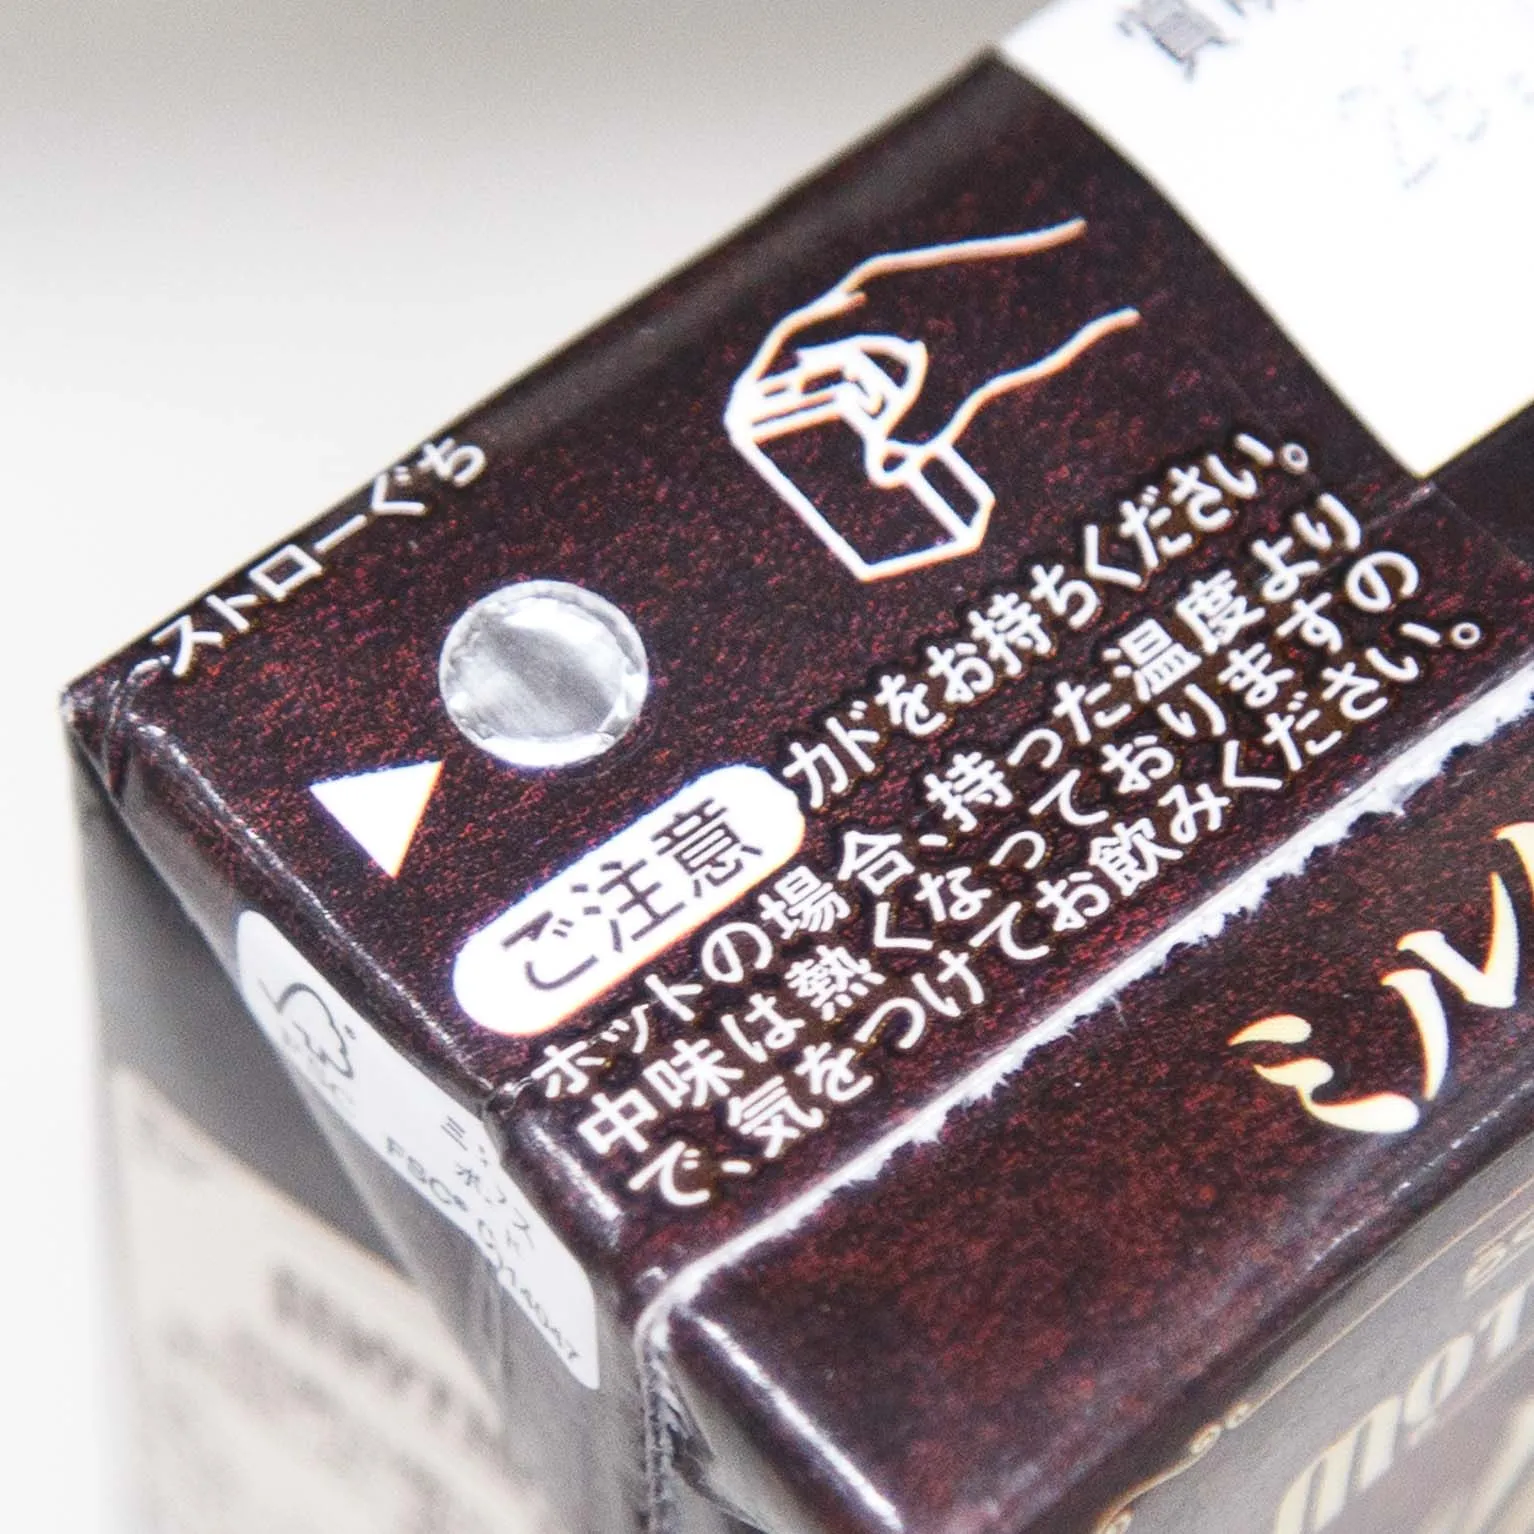 ストローぐち
カドをお持ちください。
ご注意
ホットの場合、持った温度より
中味は熱くなっておりますの
で、気をつけてお飲みください。
シル